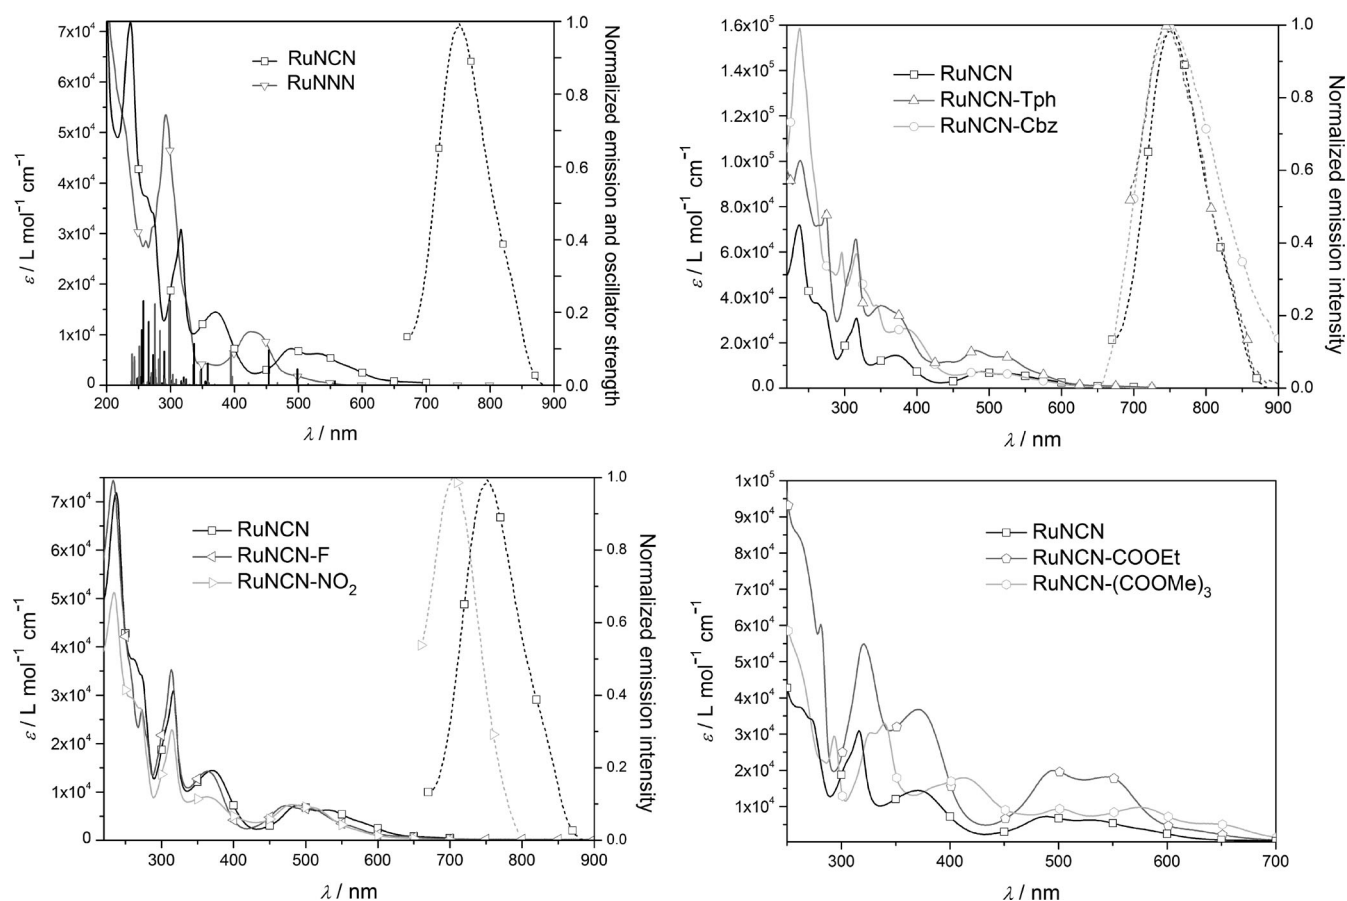 7x10⁴
6x10⁴
5x10⁴
4x10⁴
3x10⁴
2x10⁴
1x10⁴
0
ε / L mol⁻¹ cm⁻¹
RuNCN
RuNNN
1.0
0.8
0.6
0.4
0.2
0.0
Normalized emission and oscillator strength
200 300 400 500 600 700 800 900
λ / nm
1.6x10⁵
1.4x10⁵
1.2x10⁵
1.0x10⁵
8.0x10⁴
6.0x10⁴
4.0x10⁴
2.0x10⁴
0.0
ε / L mol⁻¹ cm⁻¹
RuNCN
RuNCN-Tph
RuNCN-Cbz
1.0
0.8
0.6
0.4
0.2
0.0
Normalized emission intensity
300 400 500 600 700 800 900
λ / nm
7x10⁴
6x10⁴
5x10⁴
4x10⁴
3x10⁴
2x10⁴
1x10⁴
0
ε / L mol⁻¹ cm⁻¹
RuNCN
RuNCN-F
RuNCN-NO₂
1.0
0.8
0.6
0.4
0.2
0.0
Normalized emission intensity
300 400 500 600 700 800 900
λ / nm
1x10⁵
9x10⁴
8x10⁴
7x10⁴
6x10⁴
5x10⁴
4x10⁴
3x10⁴
2x10⁴
1x10⁴
ε / L mol⁻¹ cm⁻¹
RuNCN
RuNCN-COOEt
RuNCN-(COOMe)₃
300 400 500 600 700
λ / nm